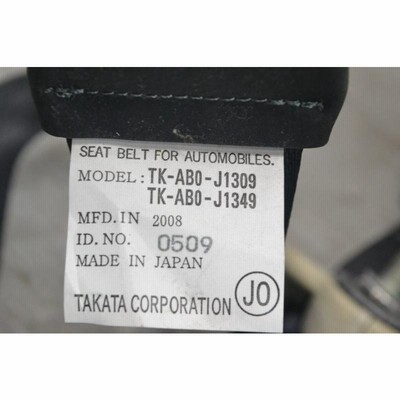 SEAT BELT FOR AUTOMOBILES.
MODEL: TK-AB0-J1309
TK-AB0-J1349
MFD. IN 2008
ID. NO. 0509
MADE IN JAPAN
JO
TAKATA CORPORATION